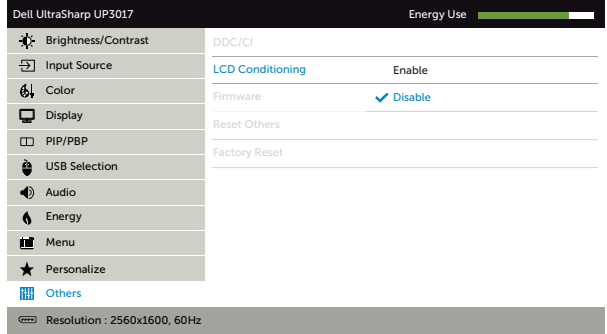 Dell UltraSharp UP3017
Energy Use
Brightness/Contrast
DDC/CI
Input Source
LCD Conditioning
Enable
Color
Firmware
Disable
Display
Reset Others
PIP/PBP
Factory Reset
USB Selection
Audio
Energy
Menu
Personalize
Others
Resolution : 2560x1600, 60Hz